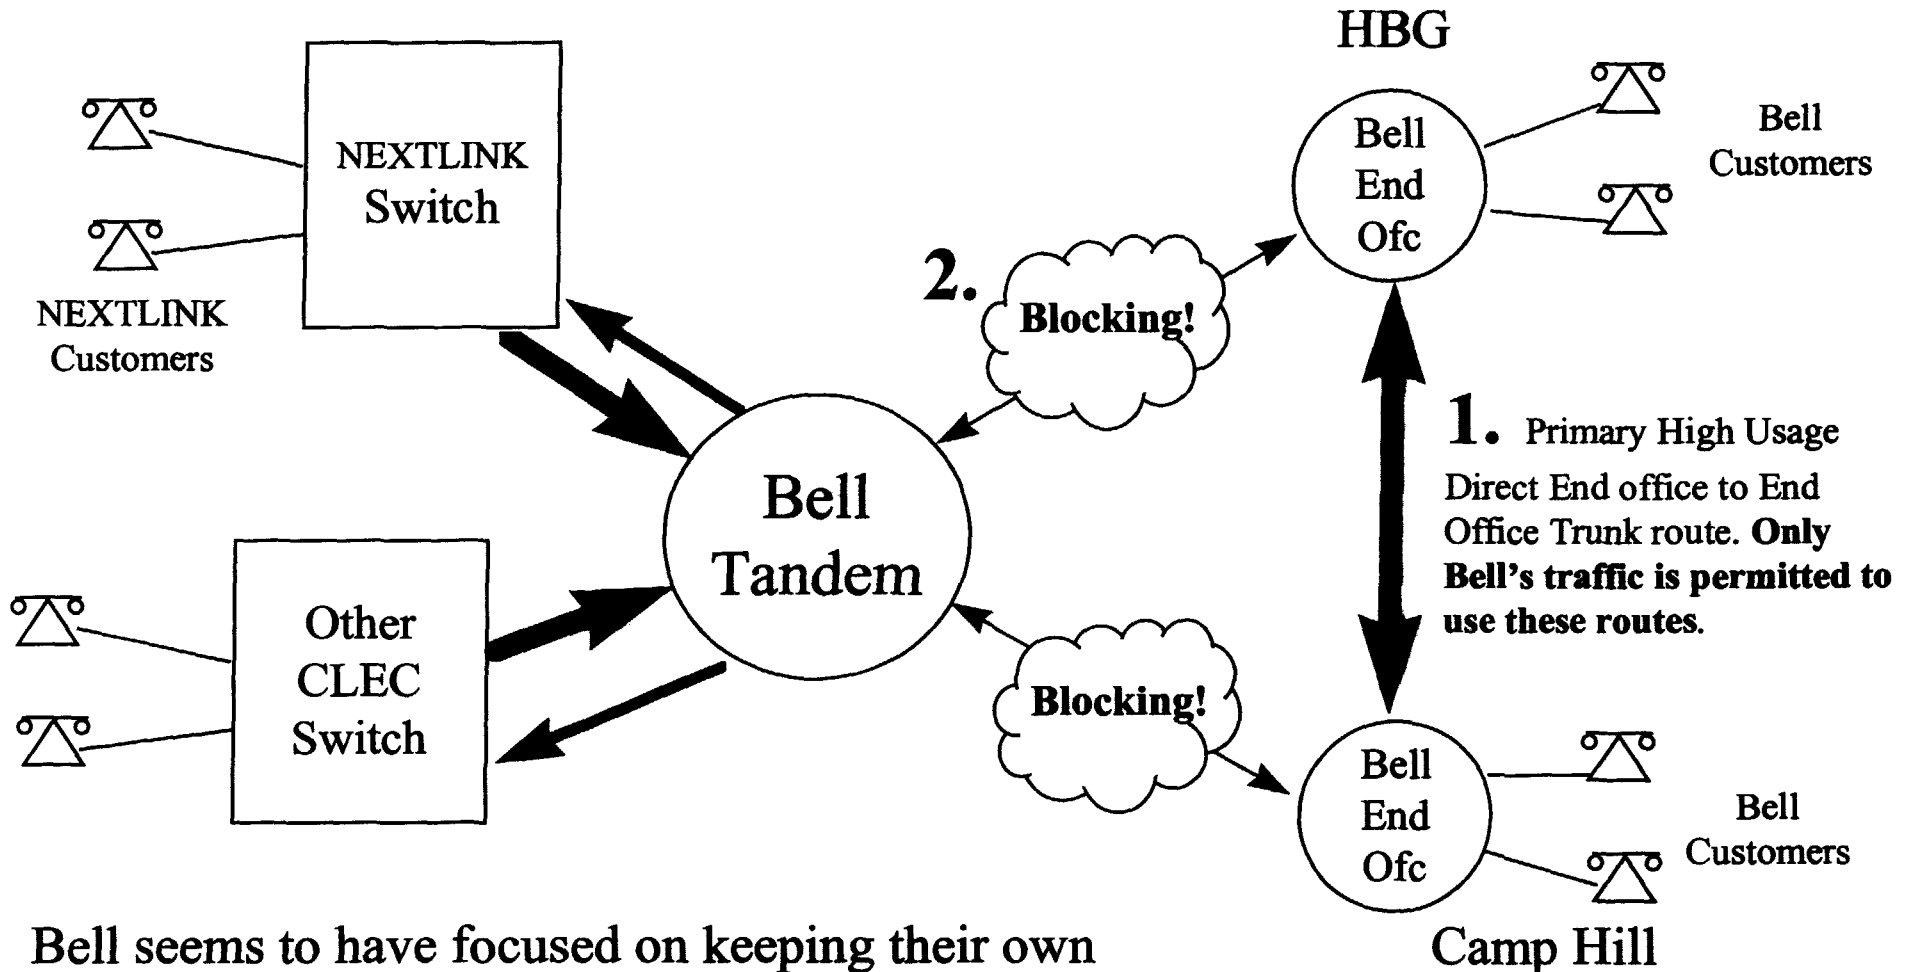 HBG
NEXTLINK
Switch
NEXTLINK
Customers
Bell
End
Ofc
Bell
Customers
2.
Blocking!
1. Primary High Usage
Direct End office to End
Office Trunk route. Only
Bell's traffic is permitted to
use these routes.
Bell
Tandem
Other
CLEC
Switch
Blocking!
Bell
End
Ofc
Bell
Customers
Camp Hill
Bell seems to have focused on keeping their own